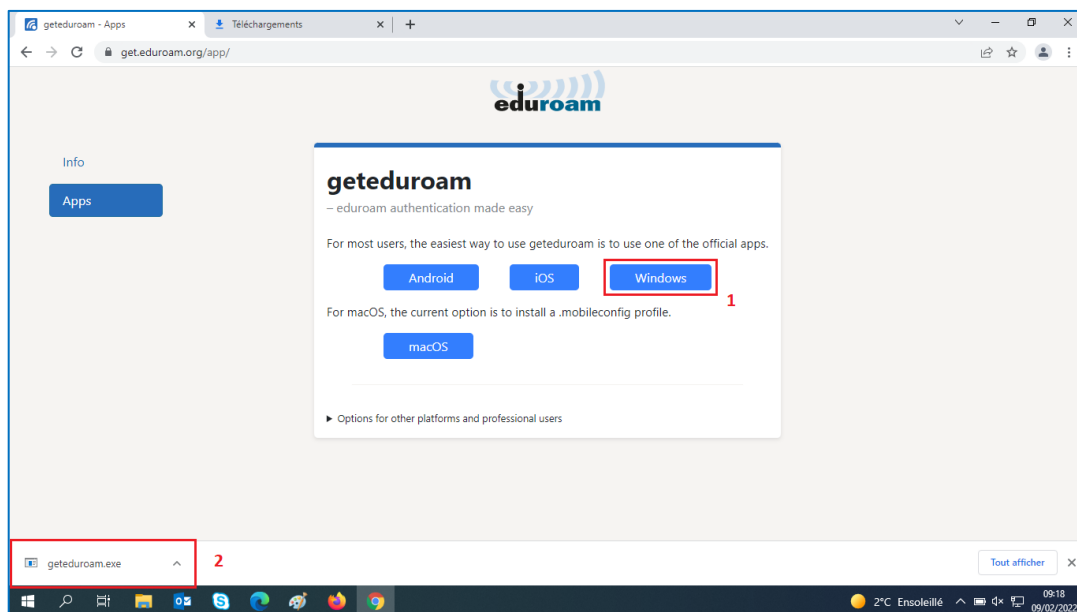 geteduroam - Apps
Téléchargements
get.eduroam.org/app/
eduroam
Info
Apps
geteduroam
– eduroam authentication made easy
For most users, the easiest way to use geteduroam is to use one of the official apps.
Android iOS Windows
1
For macOS, the current option is to install a .mobileconfig profile.
macOS
Options for other platforms and professional users
geteduroam.exe
2
Tout afficher
2°C Ensoleillé
09:18
09/02/2022